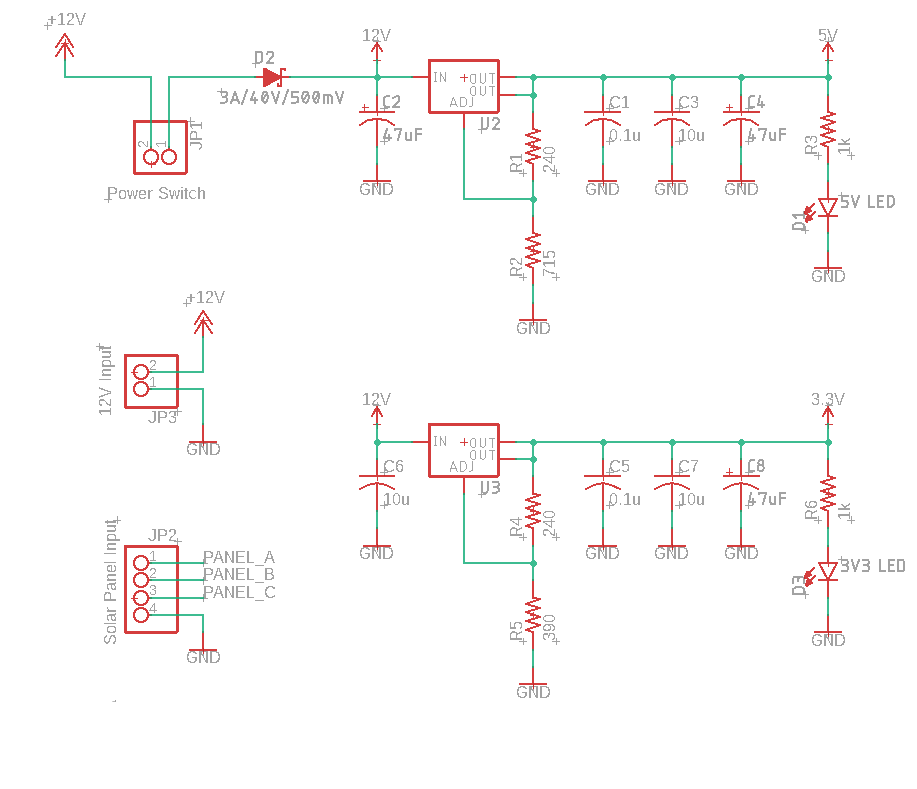 +12V
12V
5V
D2
3A/40V/500mV
IN
OUT
OUT
ADJ
U2
C2
47uF
C1
0.1u
C3
10u
C4
47uF
R3
1k
JP1
2
1
Power Switch
R1
240
GND
GND
GND
GND
5V LED
D1
R2
715
GND
GND
+12V
12V Input
2
1
JP3
GND
12V
3.3V
IN
OUT
OUT
ADJ
U3
C6
10u
C5
0.1u
C7
10u
C8
47uF
R6
1k
R4
240
GND
GND
GND
GND
3V3 LED
D3
Solar Panel Input
JP2
1
2
3
4
PANEL_A
PANEL_B
PANEL_C
GND
R5
390
GND
GND